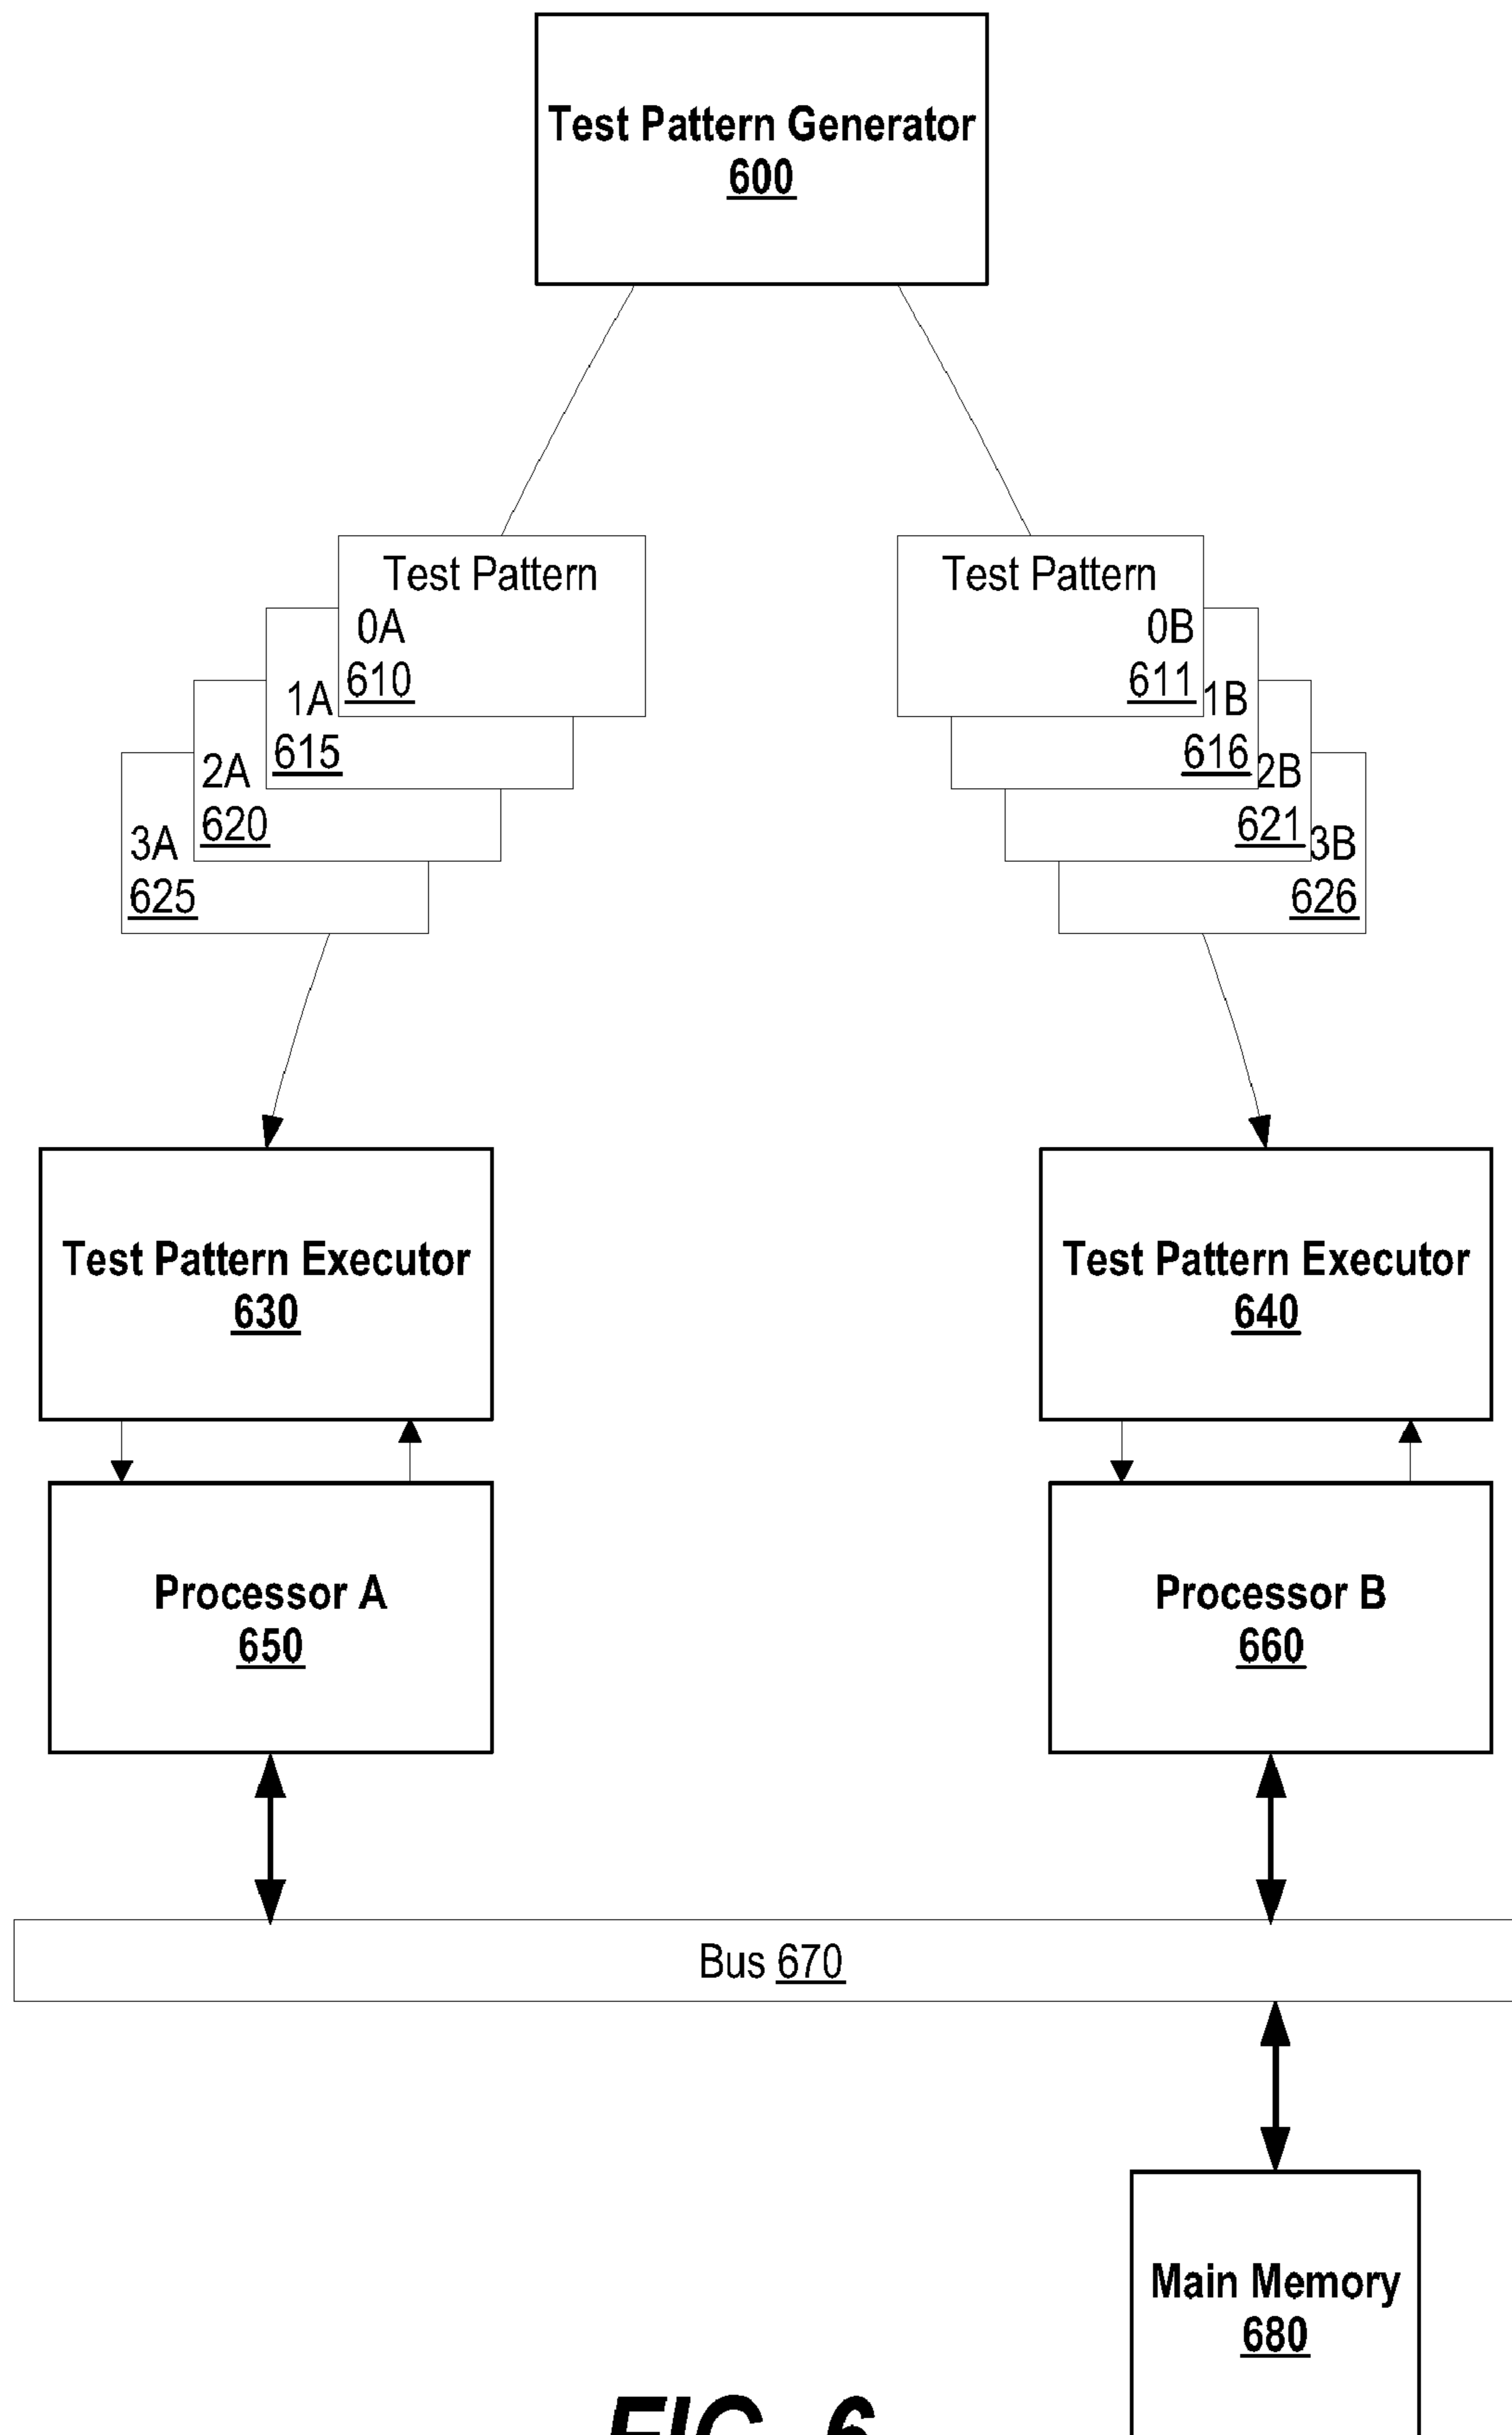 Test Pattern Generator
600
Test Pattern
0A
610
1A
615
2A
620
3A
625
Test Pattern
0B
611
1B
616
2B
621
3B
626
Test Pattern Executor
630
Test Pattern Executor
640
Processor A
650
Processor B
660
Bus 670
Main Memory
680
FIG. 6